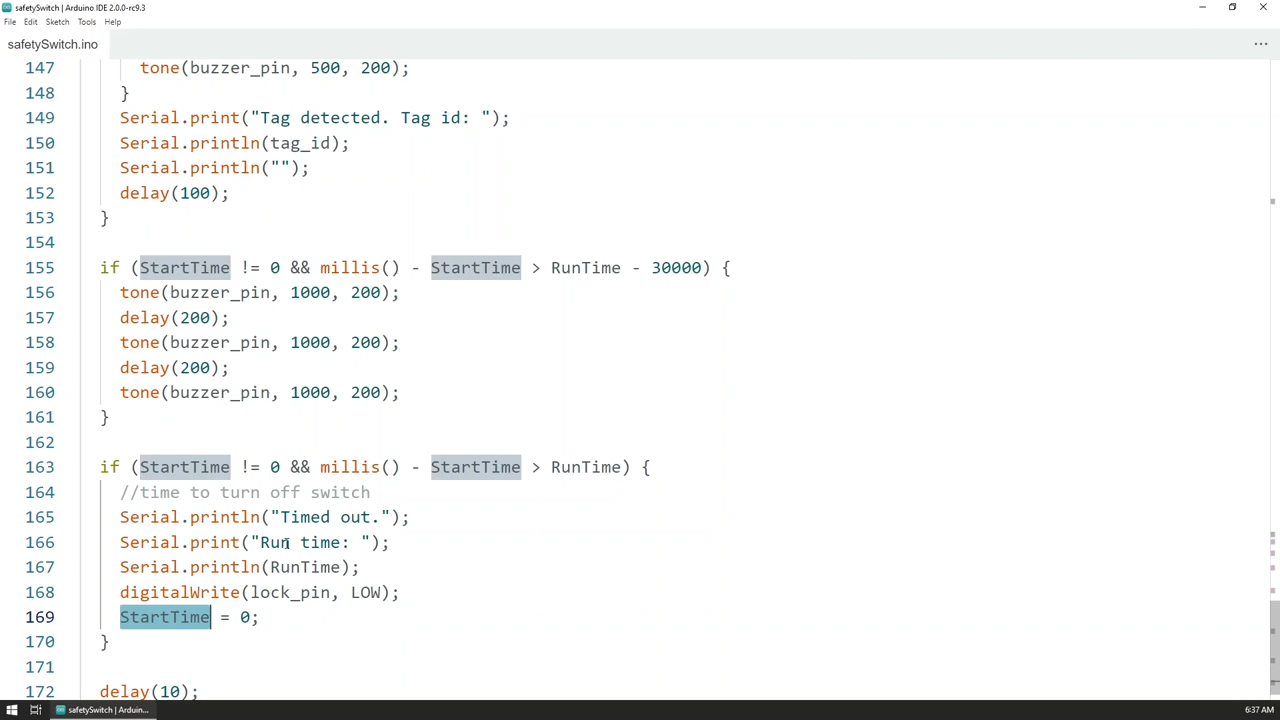 safetySwitch | Arduino IDE 2.0.0-rc9.3
File Edit Sketch Tools Help
safetySwitch.ino
147 tone(buzzer_pin, 500, 200);
148 }
149 Serial.print("Tag detected. Tag id: ");
150 Serial.println(tag_id);
151 Serial.println("");
152 delay(100);
153 }
154
155 if (StartTime != 0 && millis() - StartTime > RunTime - 30000) {
156 tone(buzzer_pin, 1000, 200);
157 delay(200);
158 tone(buzzer_pin, 1000, 200);
159 delay(200);
160 tone(buzzer_pin, 1000, 200);
161 }
162
163 if (StartTime != 0 && millis() - StartTime > RunTime) {
164 //time to turn off switch
165 Serial.println("Timed out.");
166 Serial.print("Run time: ");
167 Serial.println(RunTime);
168 digitalWrite(lock_pin, LOW);
169 StartTime = 0;
170 }
171
172 delay(10);
safetySwitch | Arduin... 6:37 AM